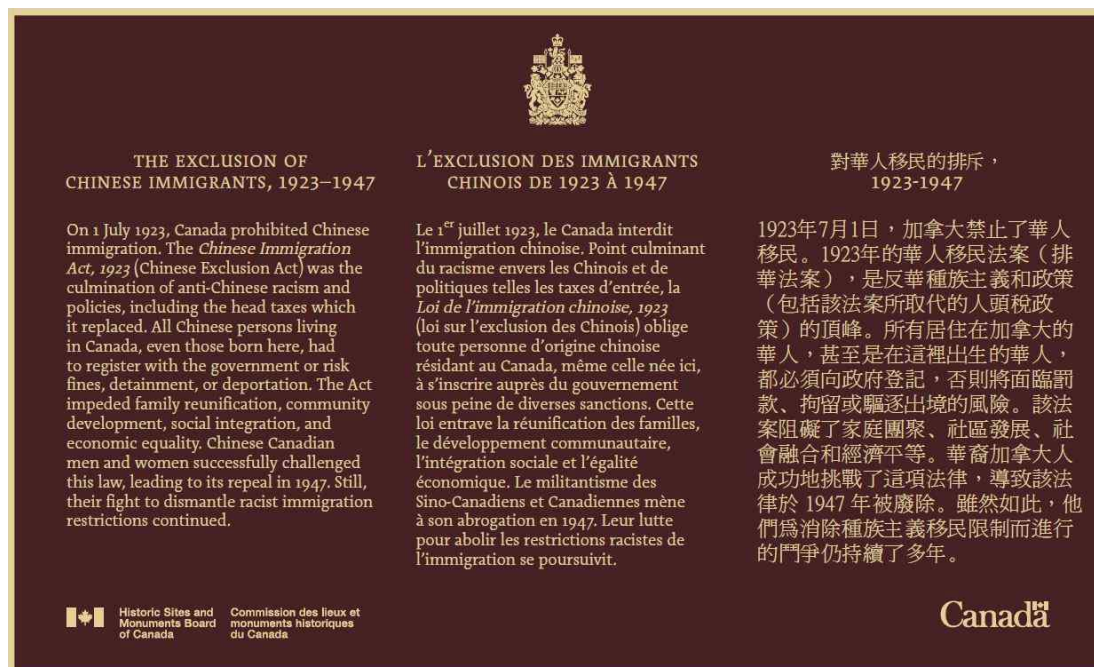 THE EXCLUSION OF
CHINESE IMMIGRANTS, 1923–1947
On 1 July 1923, Canada prohibited Chinese
immigration. The Chinese Immigration
Act, 1923 (Chinese Exclusion Act) was the
culmination of anti-Chinese racism and
policies, including the head taxes which
it replaced. All Chinese persons living
in Canada, even those born here, had
to register with the government or risk
fines, detainment, or deportation. The Act
impeded family reunification, community
development, social integration, and
economic equality. Chinese Canadian
men and women successfully challenged
this law, leading to its repeal in 1947. Still,
their fight to dismantle racist immigration
restrictions continued.
L’EXCLUSION DES IMMIGRANTS
CHINOIS DE 1923 À 1947
Le 1er juillet 1923, le Canada interdit
l’immigration chinoise. Point culminant
du racisme envers les Chinois et de
politiques telles les taxes d’entrée, la
Loi de l’immigration chinoise, 1923
(loi sur l’exclusion des Chinois) oblige
toute personne d’origine chinoise
résidant au Canada, même celle née ici,
à s’inscrire auprès du gouvernement
sous peine de diverses sanctions. Cette
loi entrave la réunification des familles,
le développement communautaire,
l’intégration sociale et l’égalité
économique. Le militantisme des
Sino-Canadiens et Canadiennes mène
à son abrogation en 1947. Leur lutte
pour abolir les restrictions racistes de
l’immigration se poursuivit.
對華人移民的排斥，
1923-1947
1923年7月1日，加拿大禁止了華人
移民。1923年的華人移民法案（排
華法案），是反華種族主義和政策
（包括該法案所取代的人頭稅政
策）的頂峰。所有居住在加拿大的
華人，甚至是在這裡出生的華人，
都必須向政府登記，否則將面臨罰
款、拘留或驅逐出境的風險。該法
案阻礙了家庭團聚、社區發展、社
會融合和經濟平等。華裔加拿大人
成功地挑戰了這項法律，導致該法
律於 1947 年被廢除。雖然如此，他
們爲消除種族主義移民限制而進行
的鬥爭仍持續了多年。
Historic Sites and
Monuments Board
of Canada
Commission des lieux et
monuments historiques
du Canada
Canada